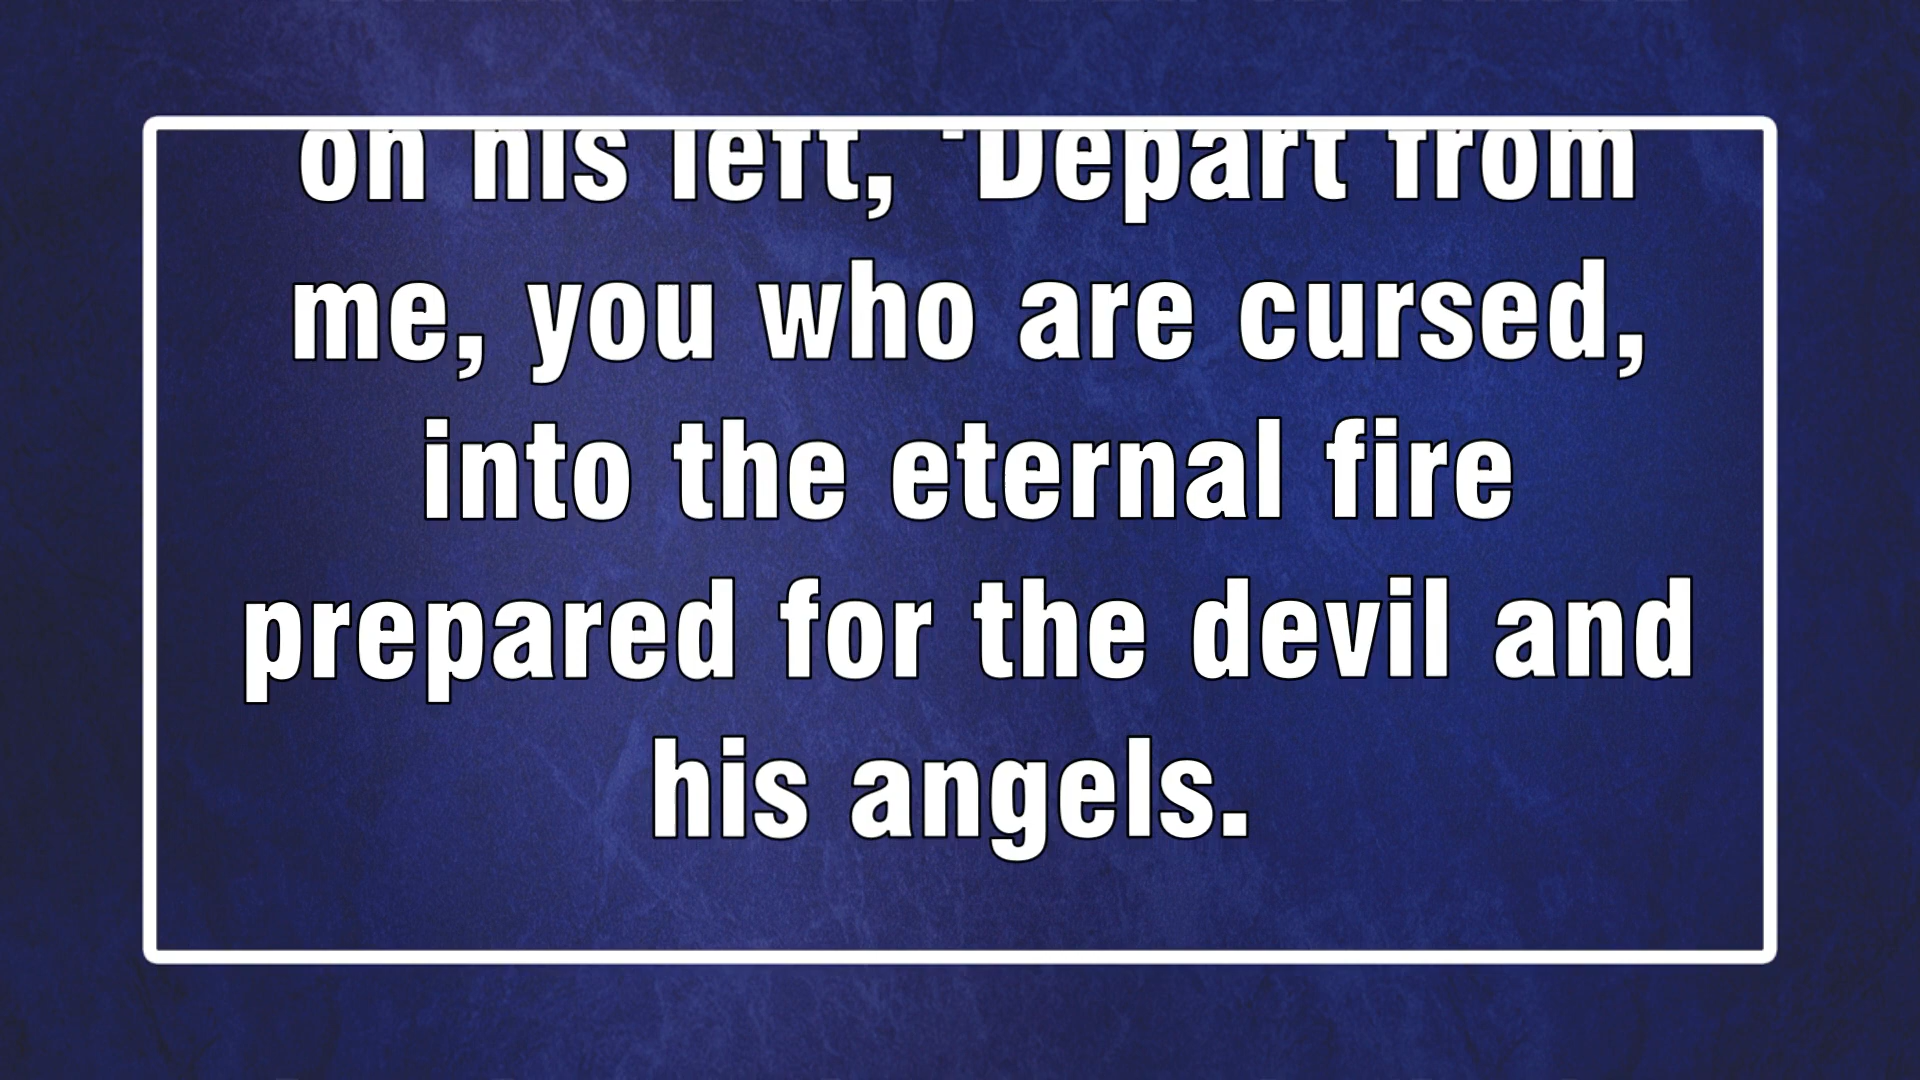 on his left, 'Depart from
me, you who are cursed,
into the eternal fire
prepared for the devil and
his angels.